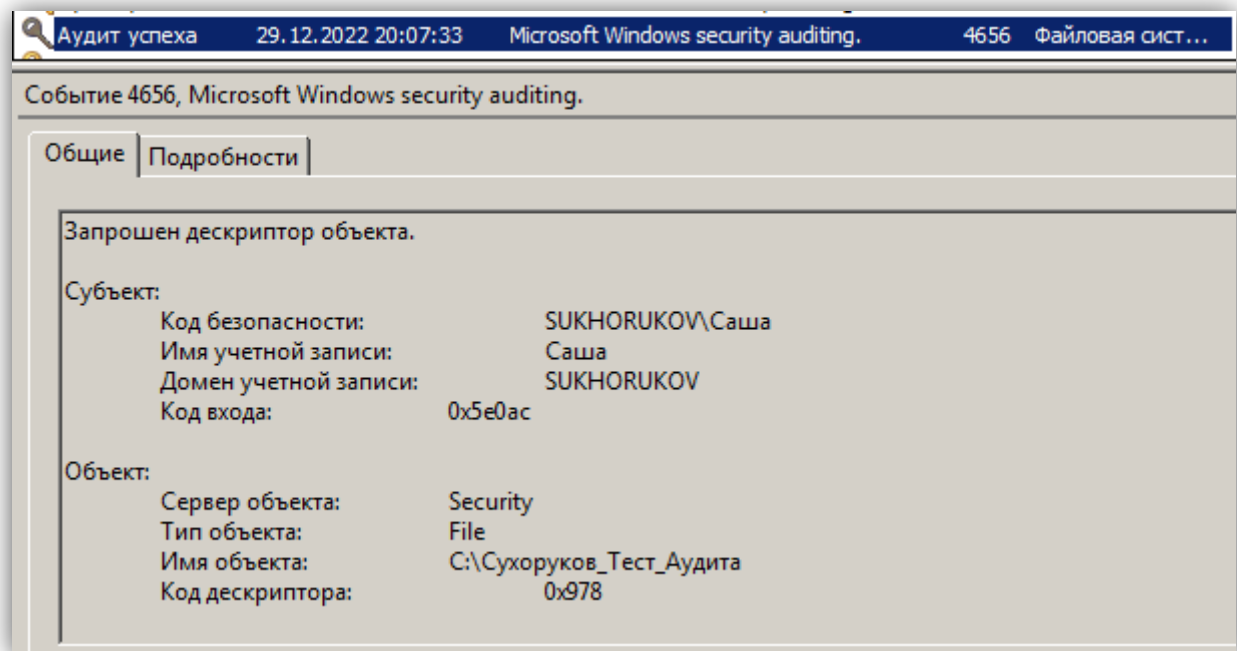 Аудит успеха 29.12.2022 20:07:33 Microsoft Windows security auditing. 4656 Файловая сист...
Событие 4656, Microsoft Windows security auditing.
Общие Подробности
Запрошен дескриптор объекта.
Субъект:
Код безопасности: SUKHORUKOV\Саша
Имя учетной записи: Саша
Домен учетной записи: SUKHORUKOV
Код входа: 0x5e0ac
Объект:
Сервер объекта: Security
Тип объекта: File
Имя объекта: C:\Сухоруков_Тест_Аудита
Код дескриптора: 0x978